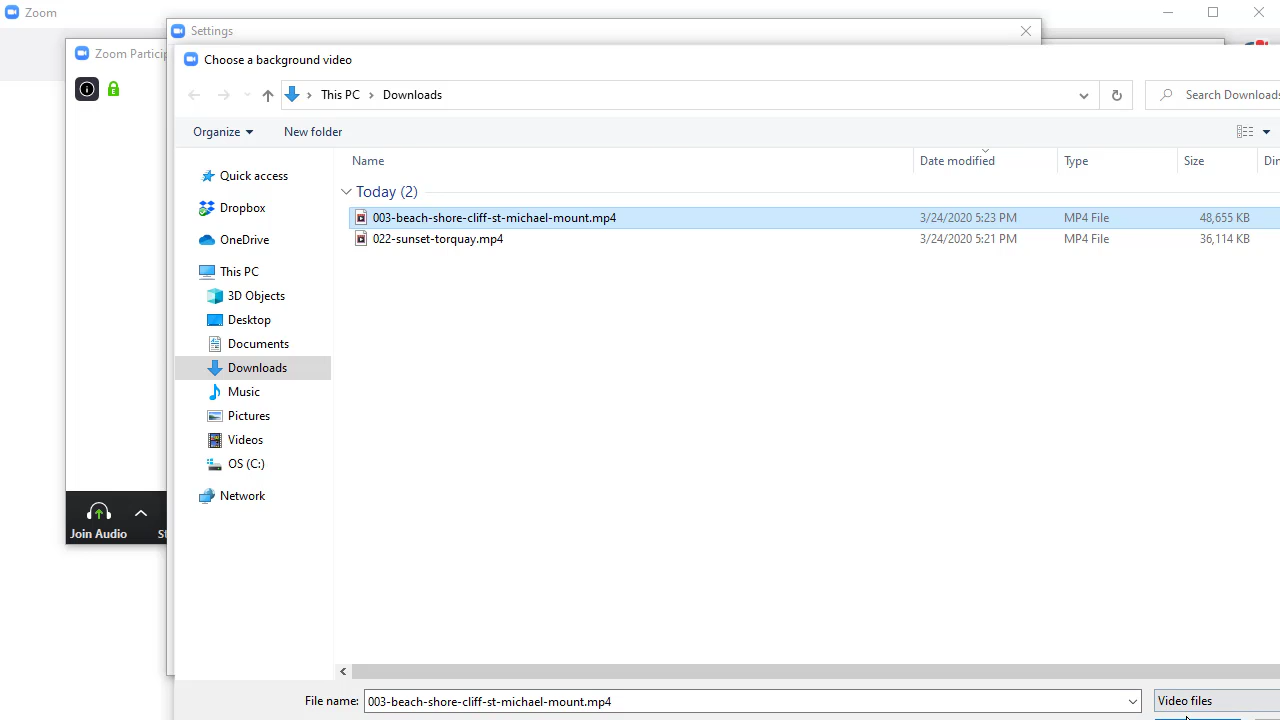 Zoom
Settings
Zoom Particip
Choose a background video
This PC
Downloads
Search Downloads
Organize
New folder
Name
Date modified
Type
Size
Quick access
Today (2)
Dropbox
003-beach-shore-cliff-st-michael-mount.mp4
3/24/2020 5:23 PM
MP4 File
48,655 KB
022-sunset-torquay.mp4
3/24/2020 5:21 PM
MP4 File
36,114 KB
OneDrive
This PC
3D Objects
Desktop
Documents
Downloads
Music
Pictures
Videos
OS (C:)
Network
Join Audio
File name:
003-beach-shore-cliff-st-michael-mount.mp4
Video files